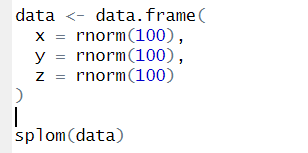 data <- data.frame(
  x = rnorm(100),
  y = rnorm(100),
  z = rnorm(100)
)
splom(data)